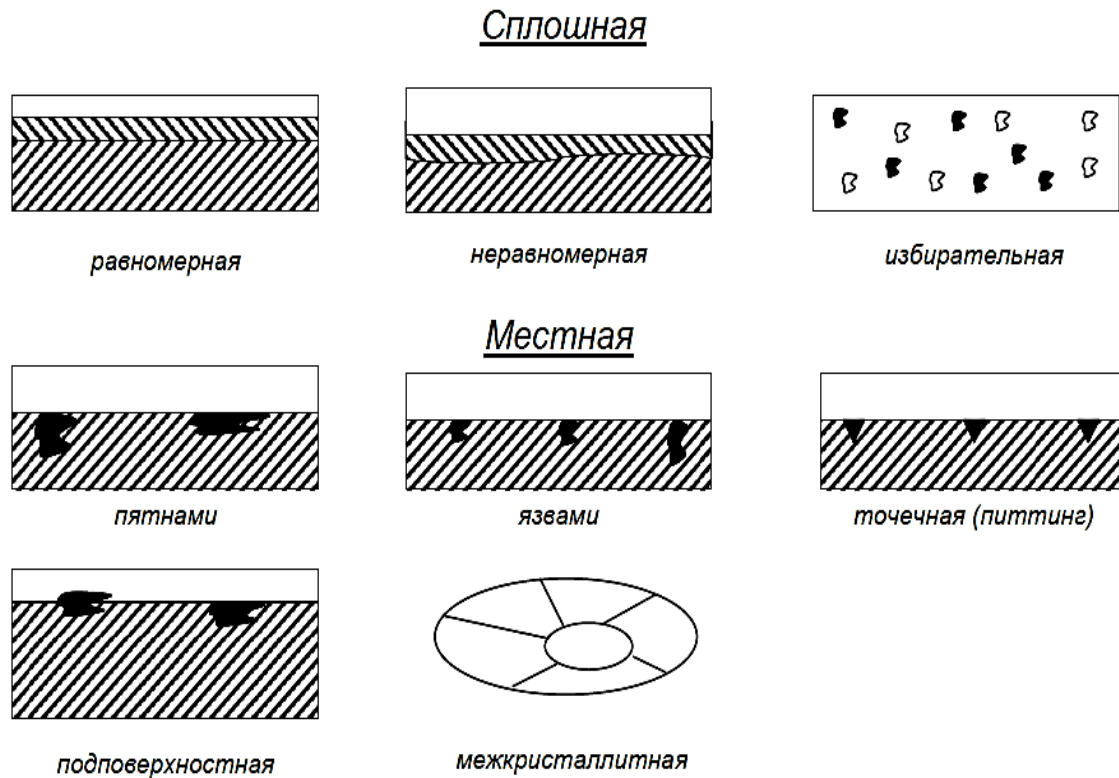 Сплошная
равномерная
неравномерная
избирательная
Местная
пятнами
язвами
точечная (питтинг)
подповерхностная
межкристаллитная